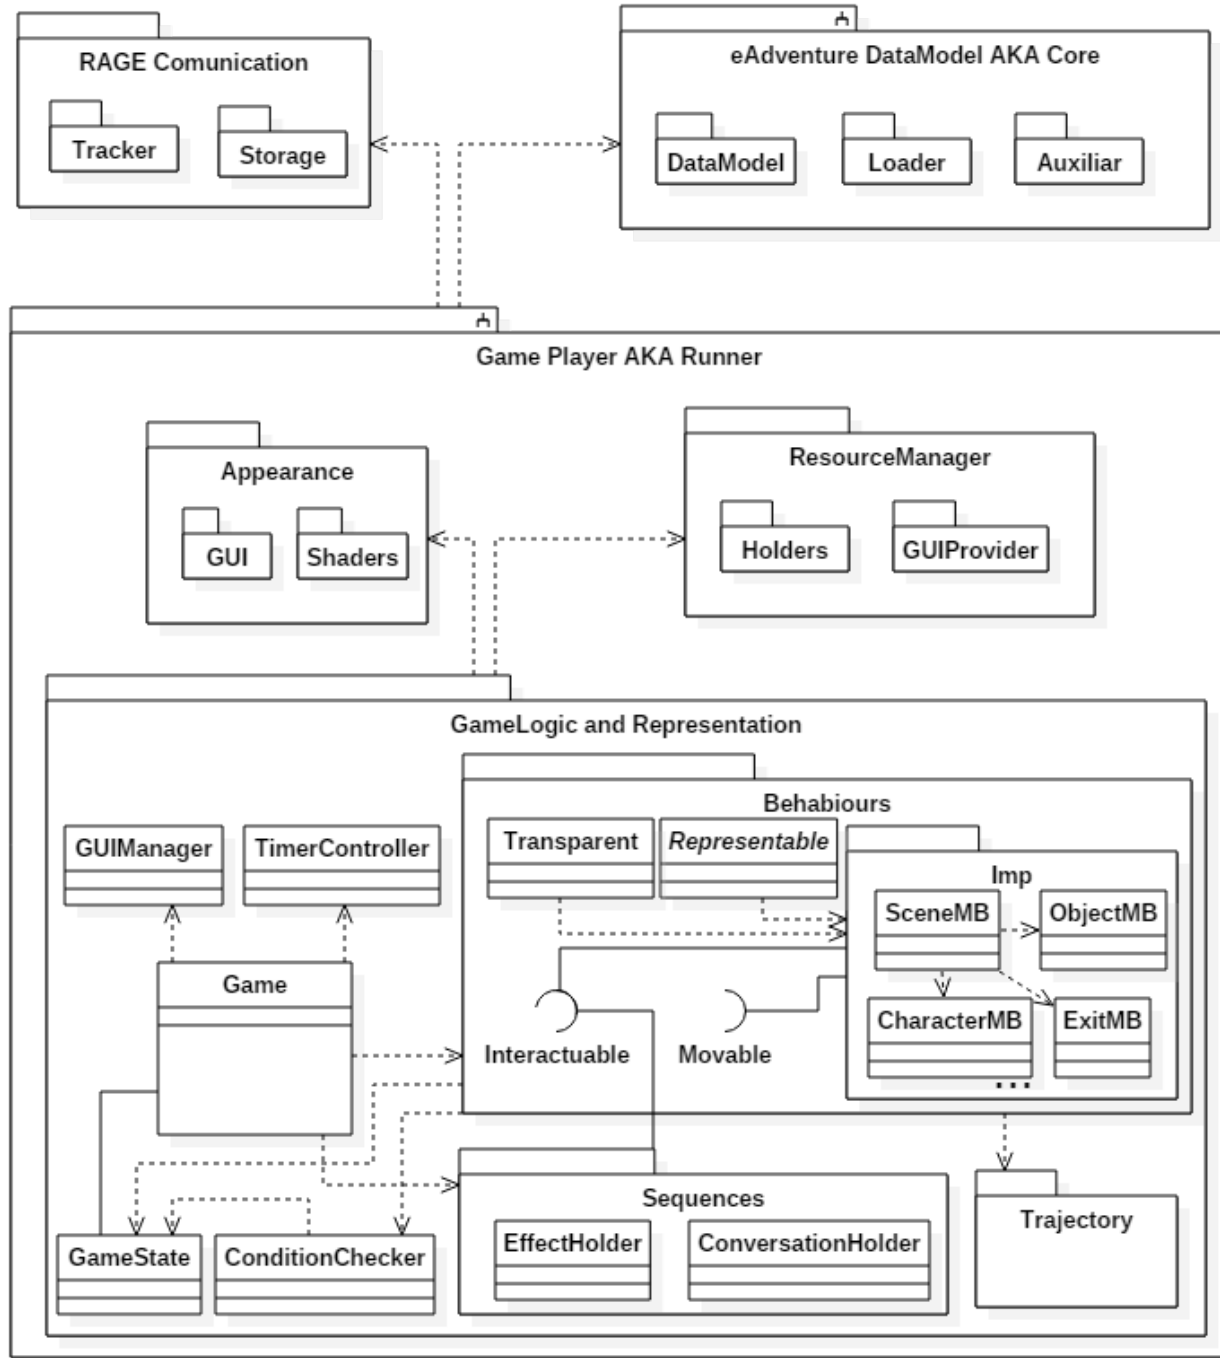 RAGE Comunication
Tracker
Storage
eAdventure DataModel AKA Core
DataModel
Loader
Auxiliar
Game Player AKA Runner
Appearance
GUI
Shaders
ResourceManager
Holders
GUIProvider
GameLogic and Representation
Behabiours
GUIManager
TimerController
Transparent
Representable
Imp
SceneMB
ObjectMB
Game
CharacterMB
ExitMB
...
Interactuable
Movable
Sequences
GameState
ConditionChecker
EffectHolder
ConversationHolder
Trajectory